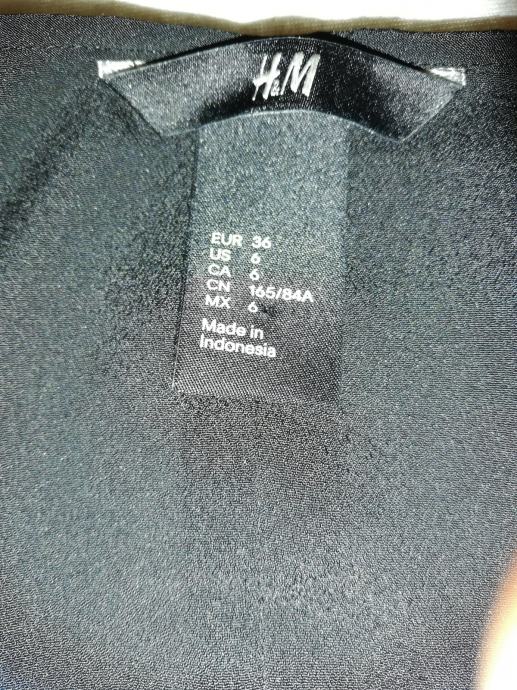 H&M
EUR 36
US 6
CA 6
CN 165/84A
MX 6
Made in
Indonesia